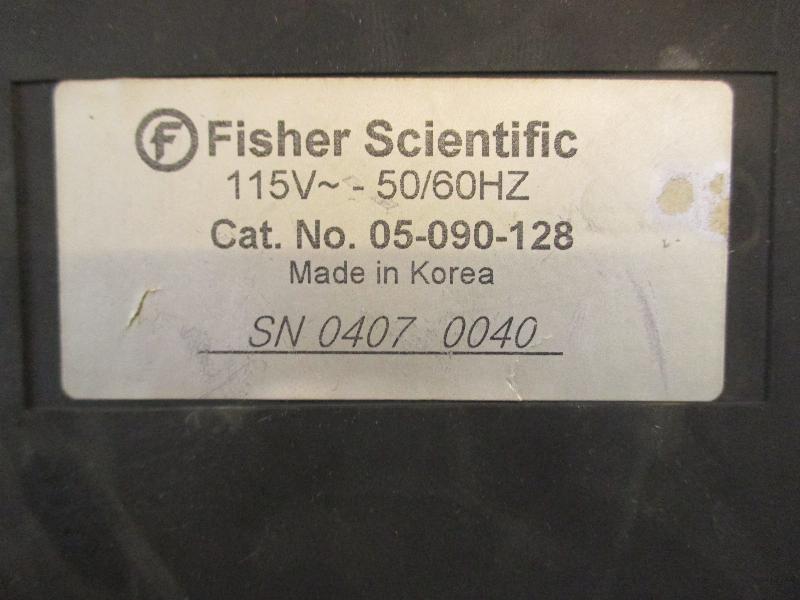 F Fisher Scientific
115V~ - 50/60HZ
Cat. No. 05-090-128
Made in Korea
SN 0407 0040